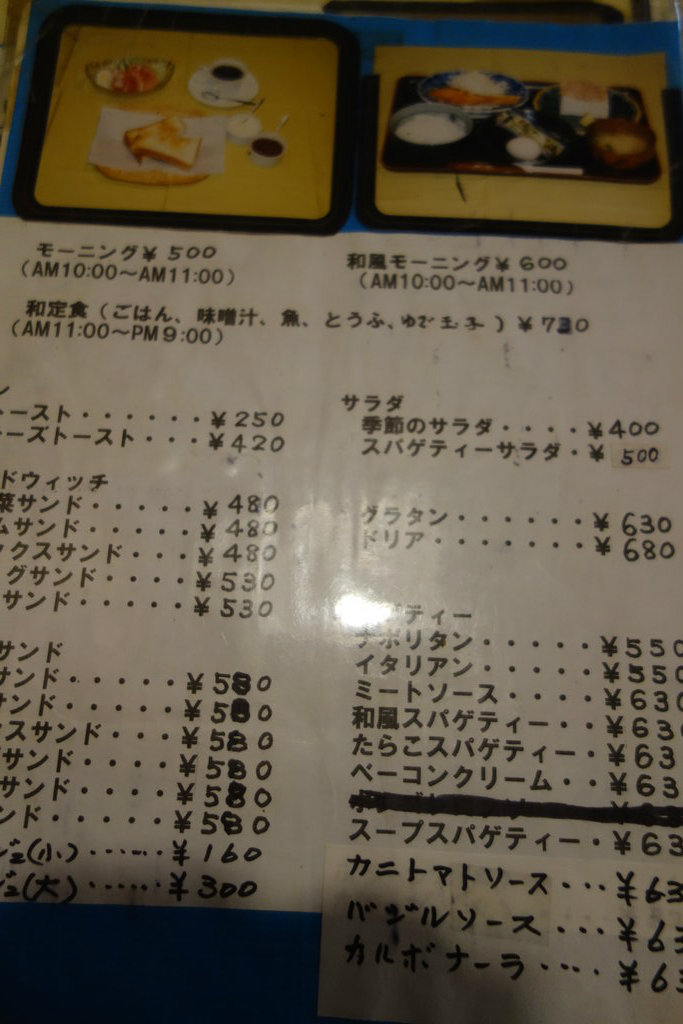 モーニング¥500
(AM10:00～AM11:00)
和風モーニング¥600
(AM10:00～AM11:00)
和定食（ごはん、味噌汁、魚、とうふ、ゆで玉子）¥730
(AM11:00～PM9:00)
ースト・・・・・・¥250
ーズトースト・・・¥420
ドウィッチ
菜サンド・・・・・¥480
ムサンド・・・・・¥480
ックスサンド・・・¥480
グサンド・・・・・¥530
サンド・・・・・¥530
サンド
サンド・・・・・¥580
ンド・・・・・¥580
クスサンド・・・・¥580
サンド・・・・・¥580
サンド・・・・・¥580
ンド・・・・・¥580
ジュ(小)・・・・・¥160
ジュ(大)・・・・・¥300
サラダ
季節のサラダ・・・・¥400
スパゲティーサラダ・¥500
グラタン・・・・・・¥630
ドリア・・・・・・・¥680
ゲティー
ナポリタン・・・・・¥550
イタリアン・・・・・¥550
ミートソース・・・・¥630
和風スパゲティー・・¥630
たらこスパゲティー・¥63
ベーコンクリーム・・¥63
スープスパゲティー・¥63
カニトマトソース・・・¥63
バジルソース・・・¥63
カルボナーラ・・・・¥63